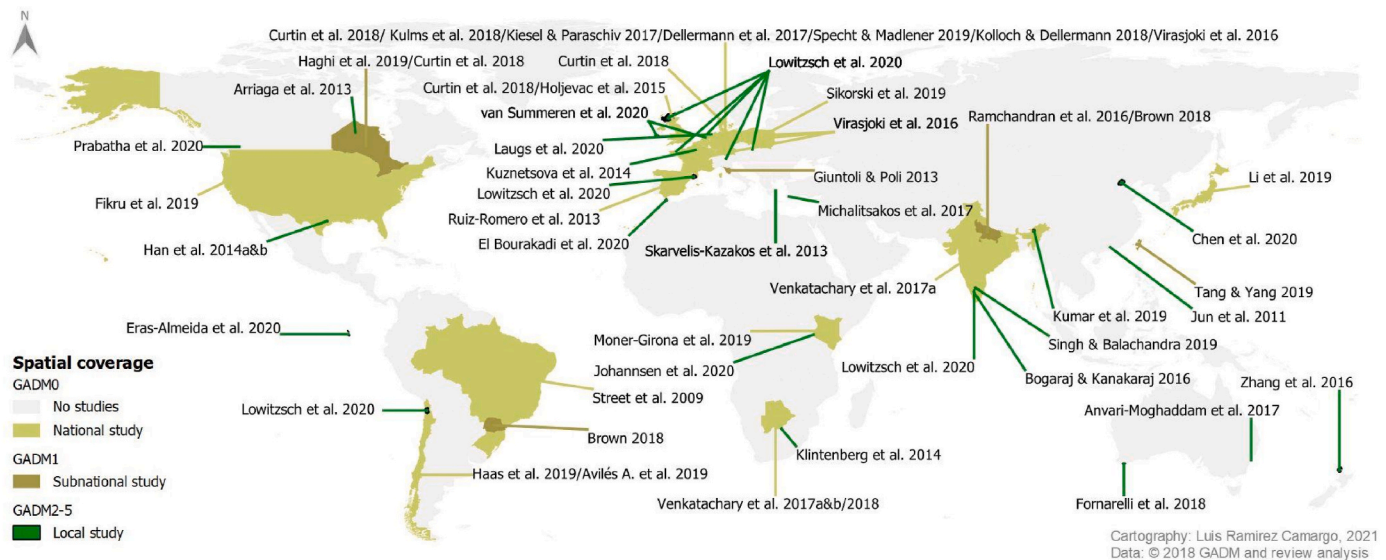 Curtin et al. 2018/ Kulms et al. 2018/Kiesel & Paraschiv 2017/Dellermann et al. 2017/Specht & Madlener 2019/Kolloch & Dellermann 2018/Virasjoki et al. 2016
Haghi et al. 2019/Curtin et al. 2018
Curtin et al. 2018
Lowitzsch et al. 2020
Arriaga et al. 2013
Curtin et al. 2018/Holjevac et al. 2015
Sikorski et al. 2019
van Summeren et al. 2020
Ramchandran et al. 2016/Brown 2018
Virasjoki et al. 2016
Prabatha et al. 2020
Laugs et al. 2020
Kuznetsova et al. 2014
Giuntoli & Poli 2013
Li et al. 2019
Lowitzsch et al. 2020
Fikru et al. 2019
Michalitsakos et al. 2017
Ruiz-Romero et al. 2013
Chen et al. 2020
Han et al. 2014a&b
El Bourakadi et al. 2020
Skarvelis-Kazakos et al. 2013
Venkatachary et al. 2017a
Tang & Yang 2019
Kumar et al. 2019
Jun et al. 2011
Eras-Almeida et al. 2020
Moner-Girona et al. 2019
Singh & Balachandra 2019
Spatial coverage
Johannsen et al. 2020
Lowitzsch et al. 2020
Bogaraj & Kanakaraj 2016
Zhang et al. 2016
GADM0
No studies
Street et al. 2009
Lowitzsch et al. 2020
Anvari-Moghaddam et al. 2017
National study
Brown 2018
Klintenberg et al. 2014
GADM1
Subnational study
Haas et al. 2019/Avilés A. et al. 2019
Venkatachary et al. 2017a&b/2018
Fornarelli et al. 2018
GADM2-5
Local study
Cartography: Luis Ramirez Camargo, 2021
Data: © 2018 GADM and review analysis